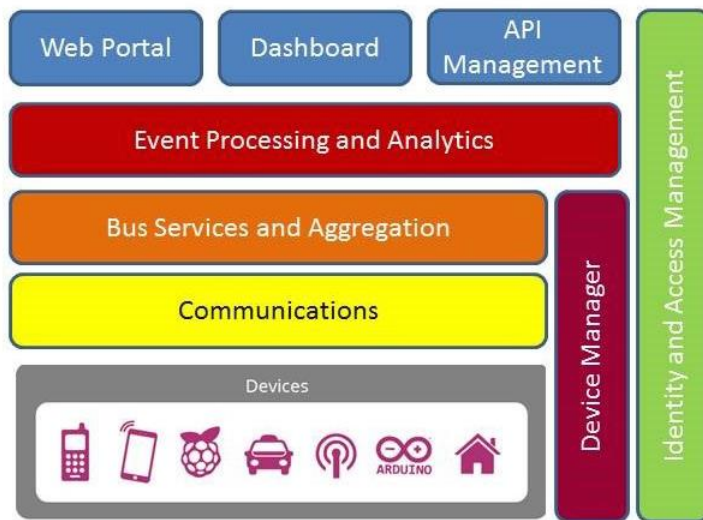 Web Portal
Dashboard
API
Management
Event Processing and Analytics
Bus Services and Aggregation
Communications
Devices
ARDUINO
Device Manager
Identity and Access Management